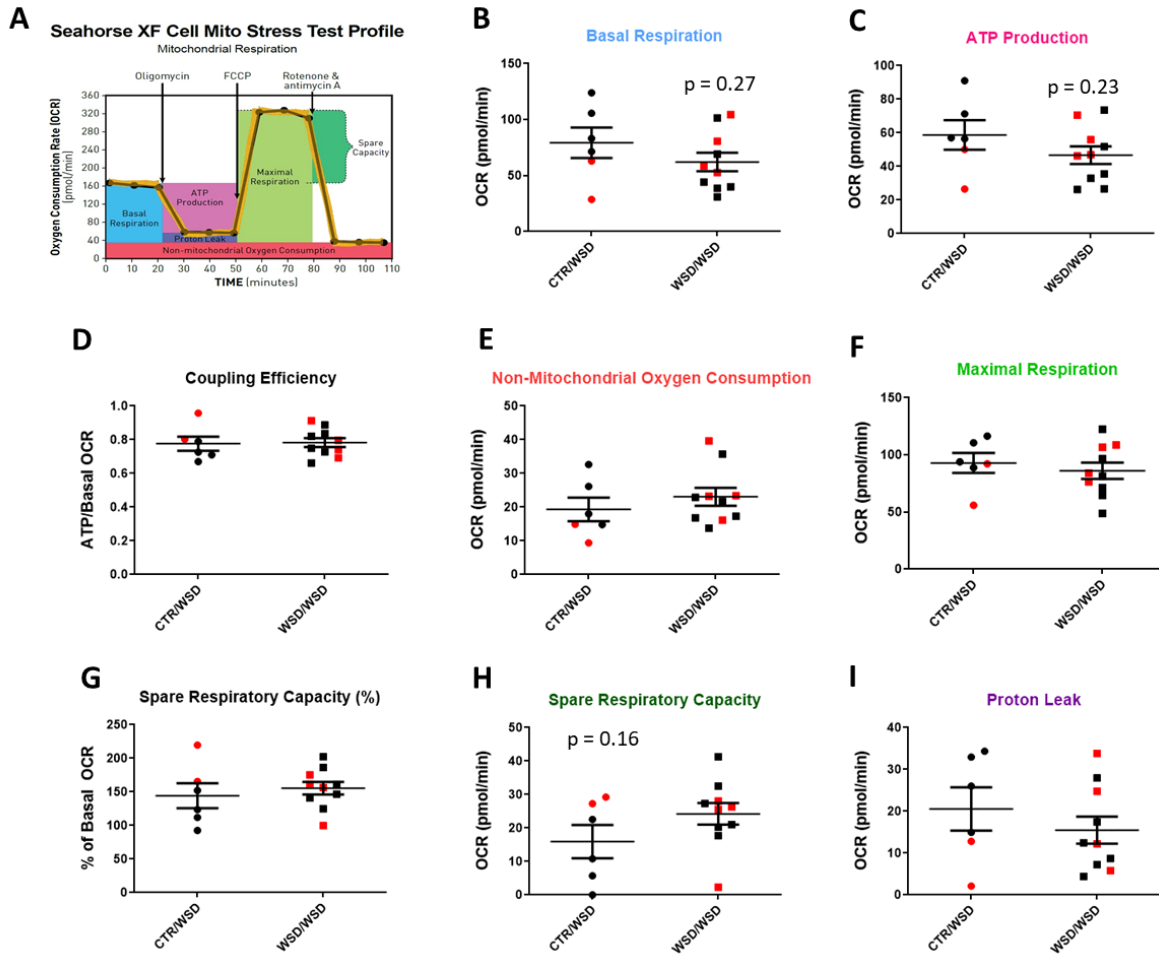 A
Seahorse XF Cell Mito Stress Test Profile
Mitochondrial Respiration
Oligomycin FCCP Rotenone &
antimycin A
Oxygen Consumption Rate (OCR)
(pmol/min)
360
320
280
240
200
160
120
80
40
0
Basal
Respiration
ATP
Production
Proton Leak
Maximal
Respiration
Spare
Capacity
Non-mitochondrial Oxygen Consumption
0 10 20 30 40 50 60 70 80 90 100 110
TIME (minutes)
B
Basal Respiration
p = 0.27
OCR (pmol/min)
150
100
50
0
CTR/WSD
WSD/WSD
C
ATP Production
p = 0.23
OCR (pmol/min)
100
80
60
40
20
0
CTR/WSD
WSD/WSD
D
Coupling Efficiency
ATP/Basal OCR
1.0
0.8
0.6
0.4
0.2
0.0
CTR/WSD
WSD/WSD
E
Non-Mitochondrial Oxygen Consumption
OCR (pmol/min)
50
40
30
20
10
0
CTR/WSD
WSD/WSD
F
Maximal Respiration
OCR (pmol/min)
150
100
50
0
CTR/WSD
WSD/WSD
G
Spare Respiratory Capacity (%)
% of Basal OCR
250
200
150
100
50
0
CTR/WSD
WSD/WSD
H
Spare Respiratory Capacity
p = 0.16
OCR (pmol/min)
50
40
30
20
10
0
CTR/WSD
WSD/WSD
I
Proton Leak
OCR (pmol/min)
40
30
20
10
0
CTR/WSD
WSD/WSD